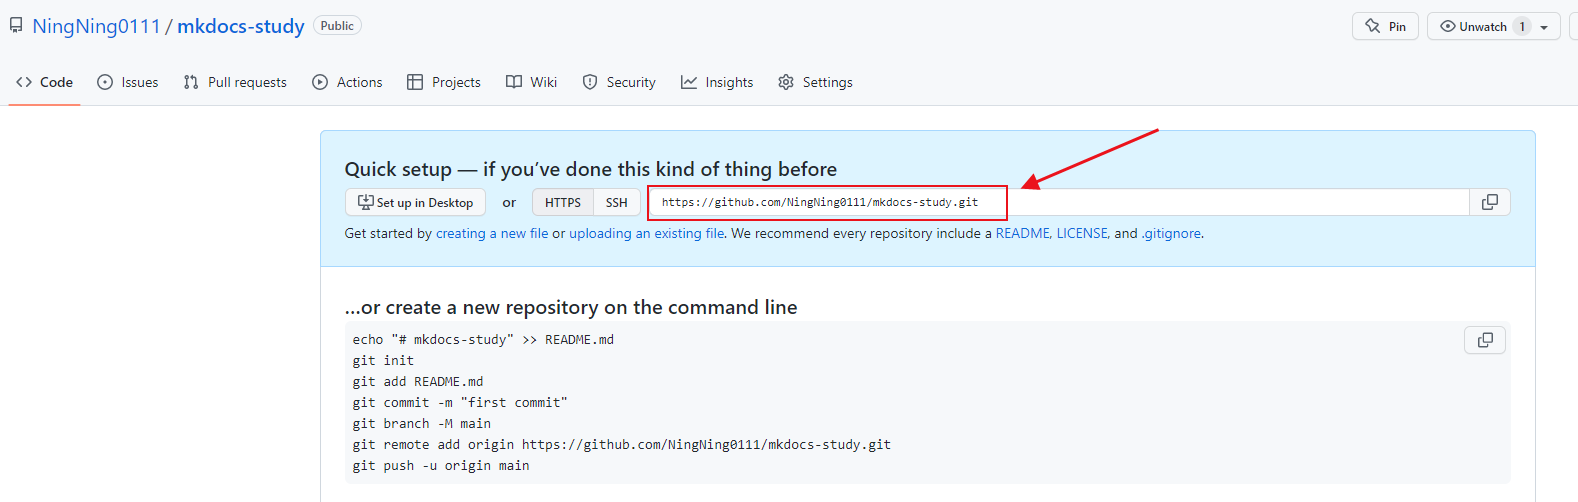 NingNing0111 / mkdocs-study Public
Pin
Unwatch 1
Code Issues Pull requests Actions Projects Wiki Security Insights Settings
Quick setup — if you’ve done this kind of thing before
Set up in Desktop or HTTPS SSH https://github.com/NingNing0111/mkdocs-study.git
Get started by creating a new file or uploading an existing file. We recommend every repository include a README, LICENSE, and .gitignore.
…or create a new repository on the command line
echo "# mkdocs-study" >> README.md
git init
git add README.md
git commit -m "first commit"
git branch -M main
git remote add origin https://github.com/NingNing0111/mkdocs-study.git
git push -u origin main